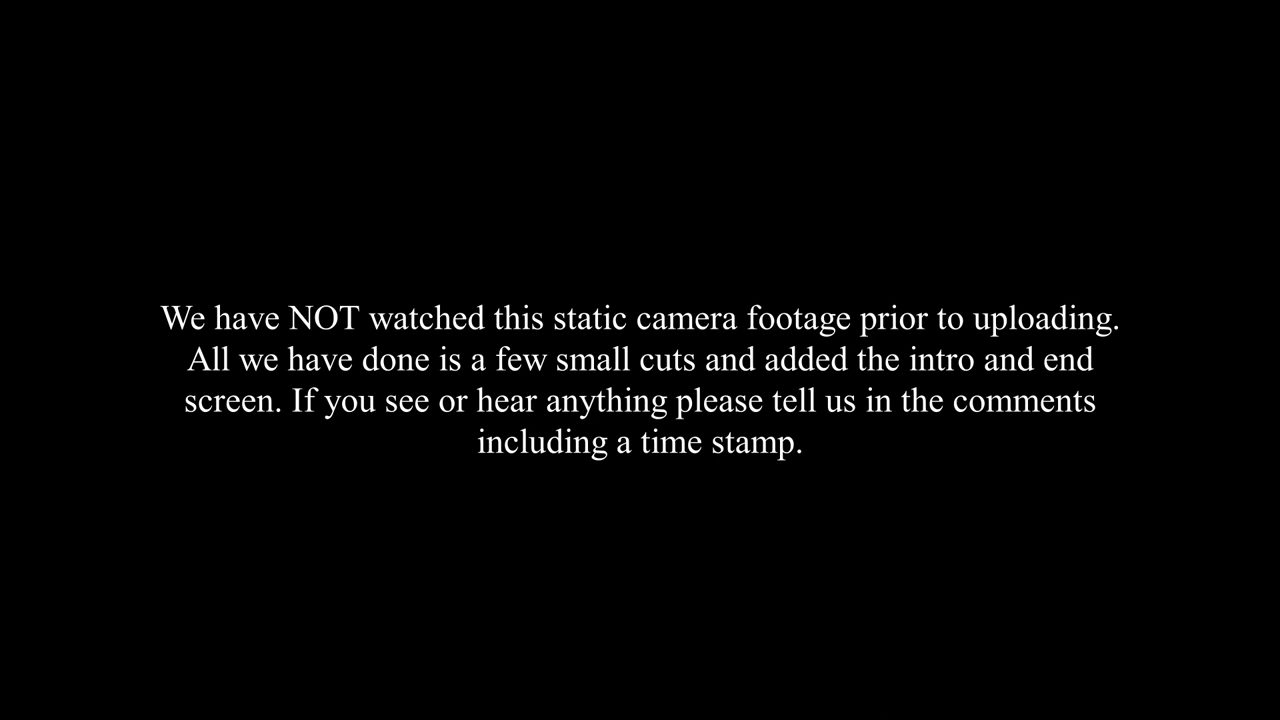 We have NOT watched this static camera footage prior to uploading.
All we have done is a few small cuts and added the intro and end
screen. If you see or hear anything please tell us in the comments
including a time stamp.